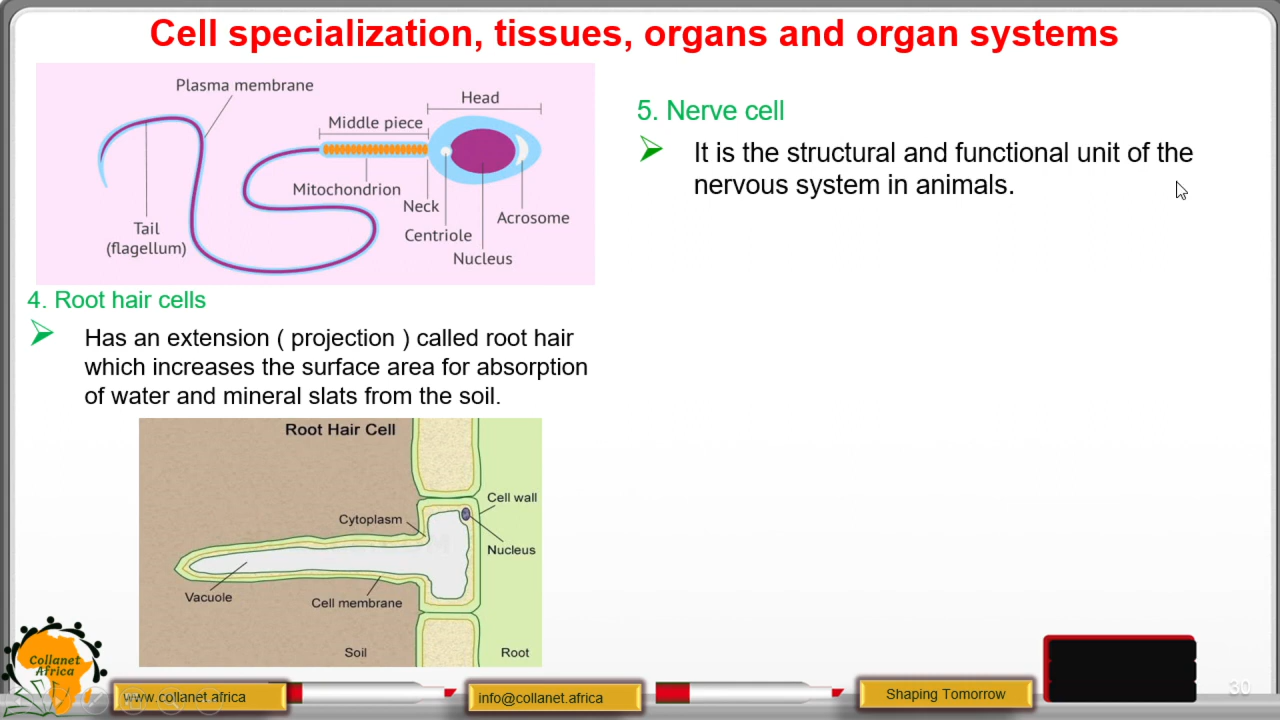 Cell specialization, tissues, organs and organ systems
Plasma membrane
Head
Middle piece
Mitochondrion
Neck
Acrosome
Tail
(flagellum)
Centriole
Nucleus
4. Root hair cells
Has an extension ( projection ) called root hair
which increases the surface area for absorption
of water and mineral slats from the soil.
Root Hair Cell
Cell wall
Cytoplasm
Nucleus
Vacuole
Cell membrane
Soil
Root
5. Nerve cell
It is the structural and functional unit of the
nervous system in animals.
Collanet
Africa
www.collanet.africa
info@collanet.africa
Shaping Tomorrow
30